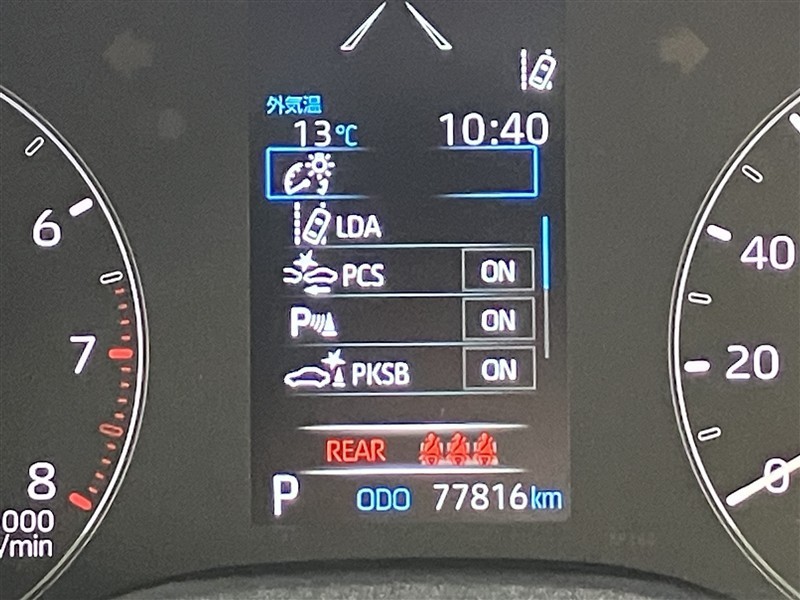 外気温
13℃ 10:40
LDA
PCS ON
P ON
PKSB ON
REAR
P ODO 77816km
6
7
8
000
/min
40
20
0